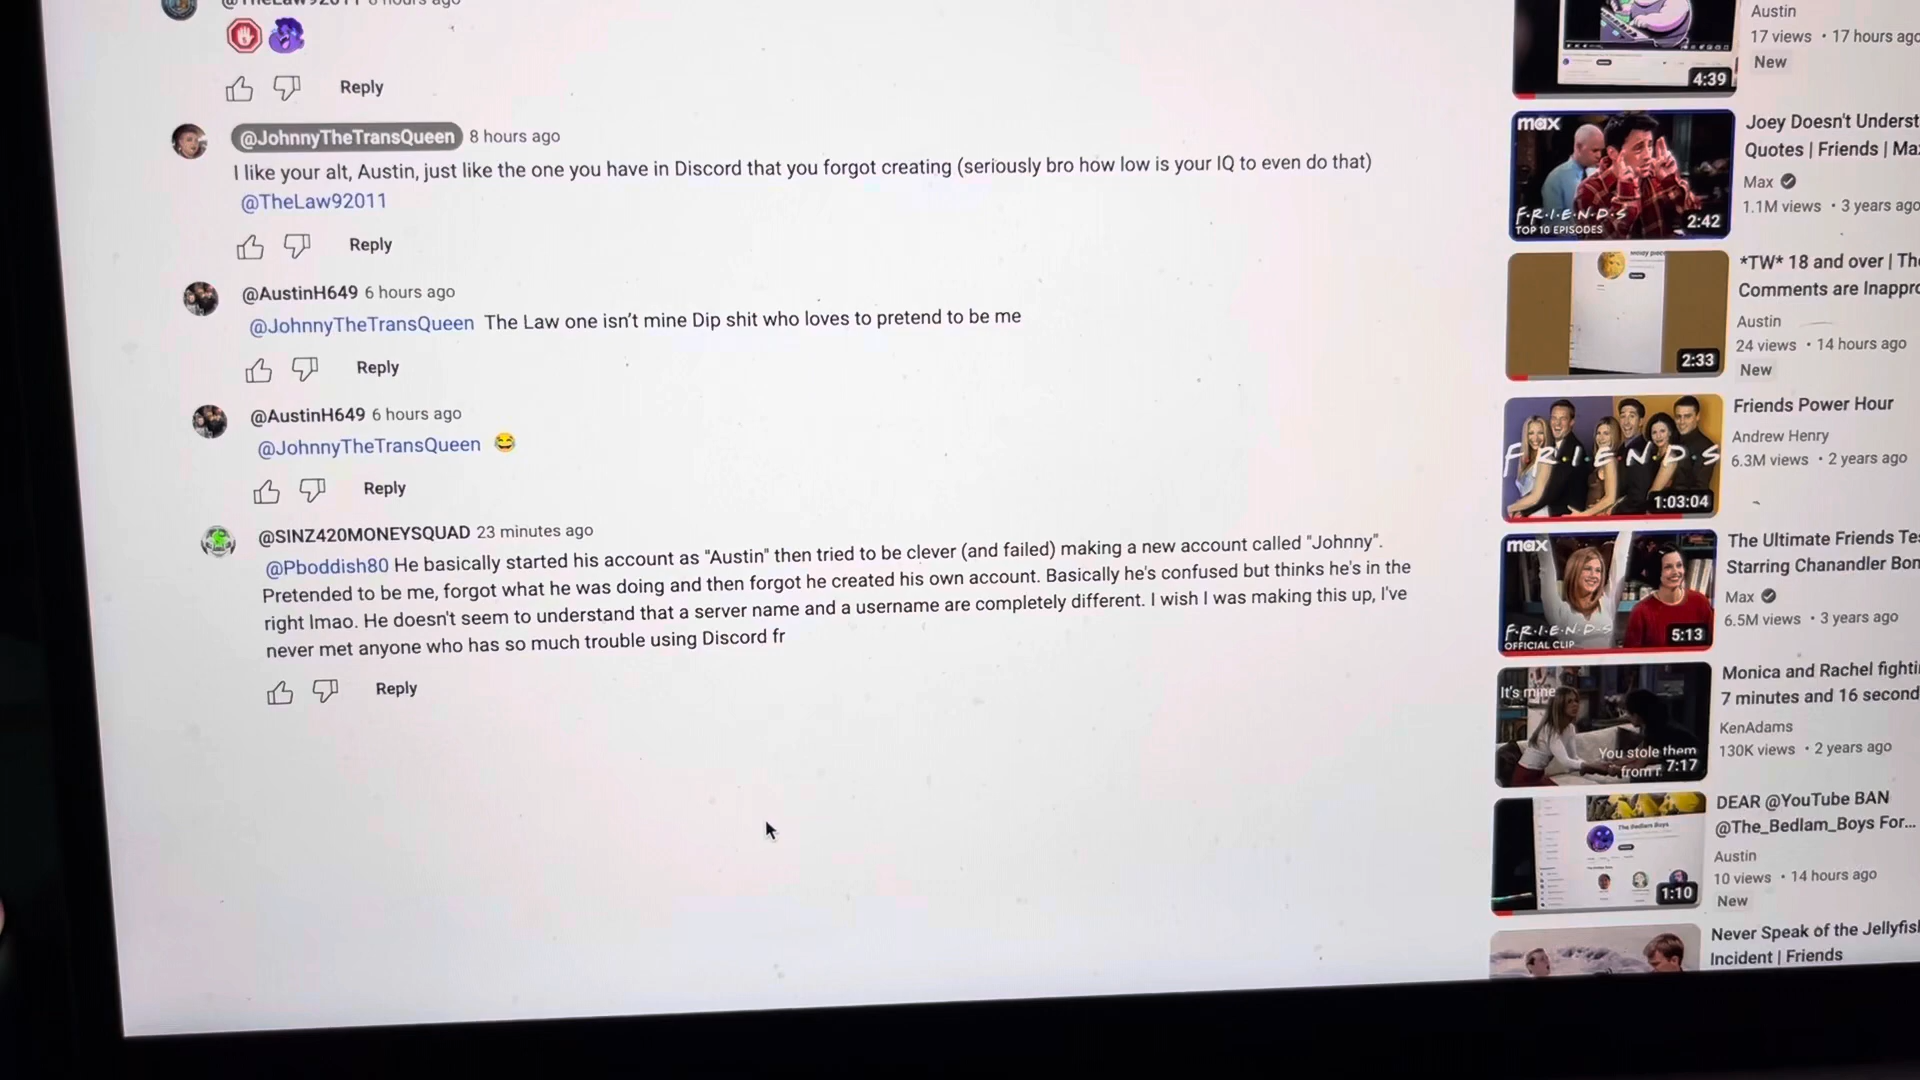 @TheLaw92011 8 hours ago
Reply
@JohnnyTheTransQueen 8 hours ago
I like your alt, Austin, just like the one you have in Discord that you forgot creating (seriously bro how low is your IQ to even do that)
@TheLaw92011
Reply
@AustinH649 6 hours ago
@JohnnyTheTransQueen The Law one isn't mine Dip shit who loves to pretend to be me
Reply
@AustinH649 6 hours ago
@JohnnyTheTransQueen 😂
Reply
@SINZ420MONEYSQUAD 23 minutes ago
@Pboddish80 He basically started his account as "Austin" then tried to be clever (and failed) making a new account called "Johnny".
Pretended to be me, forgot what he was doing and then forgot he created his own account. Basically he's confused but thinks he's in the
right lmao. He doesn't seem to understand that a server name and a username are completely different. I wish I was making this up, I've
never met anyone who has so much trouble using Discord fr
Reply
Austin
17 views • 17 hours ago
New
4:39
max
F•R•I•E•N•D•S
TOP 10 EPISODES
2:42
Joey Doesn't Underst
Quotes | Friends | Ma
Max
1.1M views • 3 years ago
2:33
*TW* 18 and over | The
Comments are Inappro
Austin
24 views • 14 hours ago
New
F•R•I•E•N•D•S
1:03:04
Friends Power Hour
Andrew Henry
6.3M views • 2 years ago
max
F•R•I•E•N•D•S
OFFICIAL CLIP
5:13
The Ultimate Friends Te
Starring Chanandler Bon
Max
6.5M views • 3 years ago
It's mine
You stole them
from
7:17
Monica and Rachel fighti
7 minutes and 16 second
KenAdams
130K views • 2 years ago
The Bedlam Boys
1:10
DEAR @YouTube BAN
@The_Bedlam_Boys For...
Austin
10 views • 14 hours ago
New
Never Speak of the Jellyfis
Incident | Friends